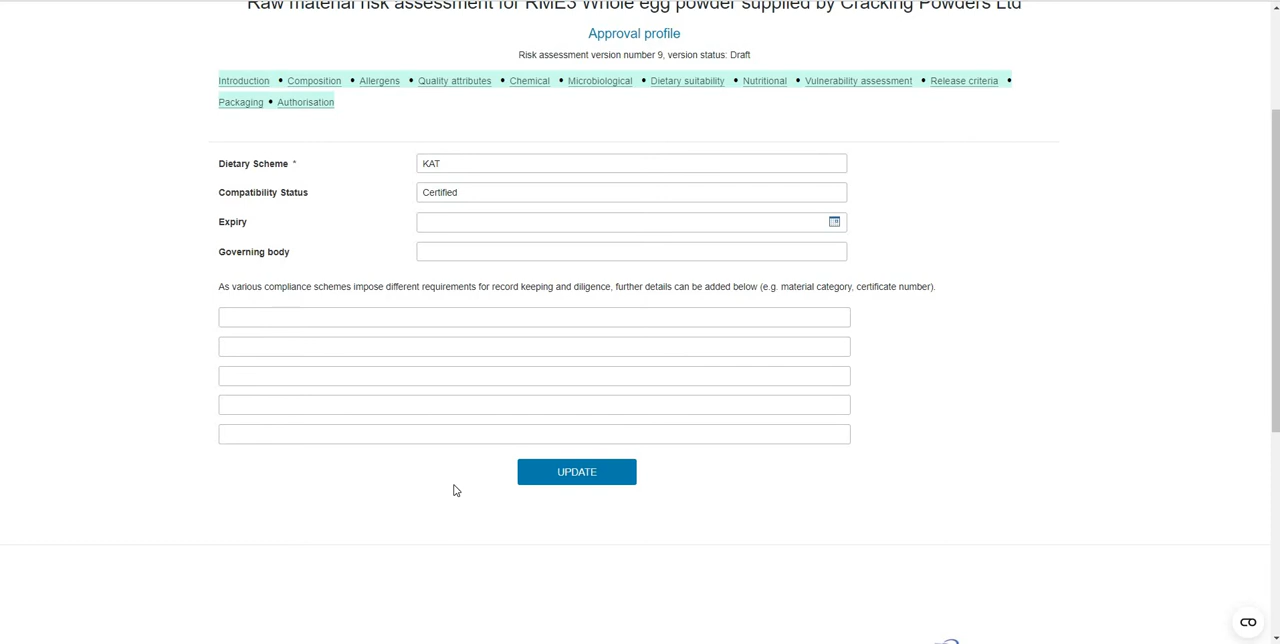 Raw material risk assessment for RME3 Whole egg powder supplied by Cracking Powders Ltd
Approval profile
Risk assessment version number 9, version status: Draft
Introduction • Composition • Allergens • Quality attributes • Chemical • Microbiological • Dietary suitability • Nutritional • Vulnerability assessment • Release criteria •
Packaging • Authorisation
Dietary Scheme * KAT
Compatibility Status Certified
Expiry
Governing body
As various compliance schemes impose different requirements for record keeping and diligence, further details can be added below (e.g. material category, certificate number).
UPDATE